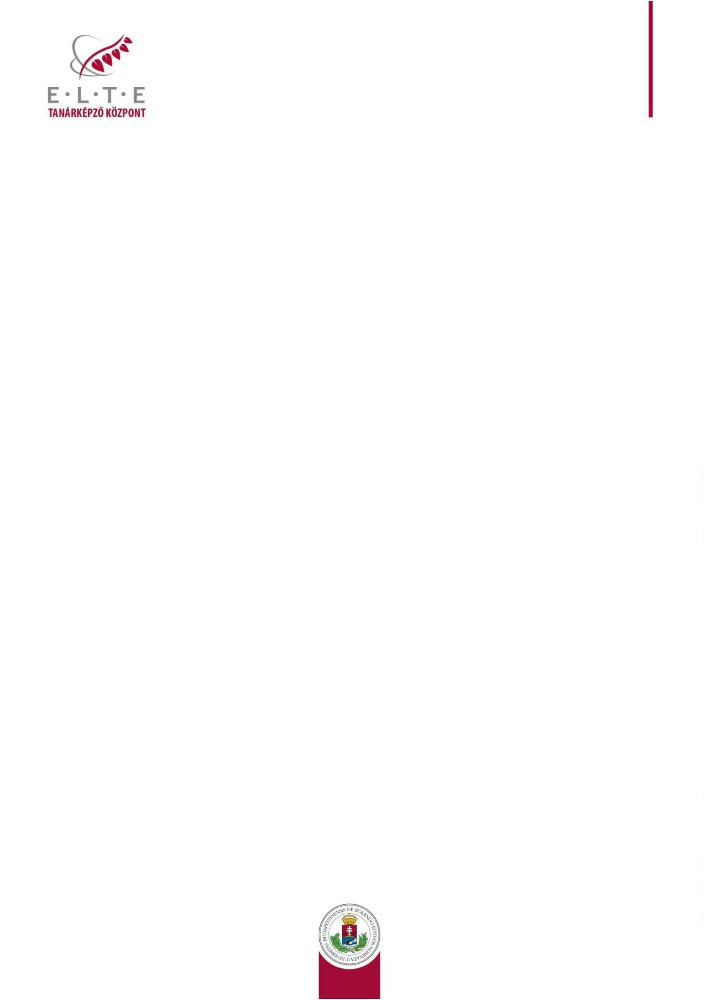 E·L·T·E
TANÁRKÉPZŐ KÖZPONT
UNIVERSITAS BUDAPESTINENSIS DE ROLANDO EÖTVÖS NOMINATA